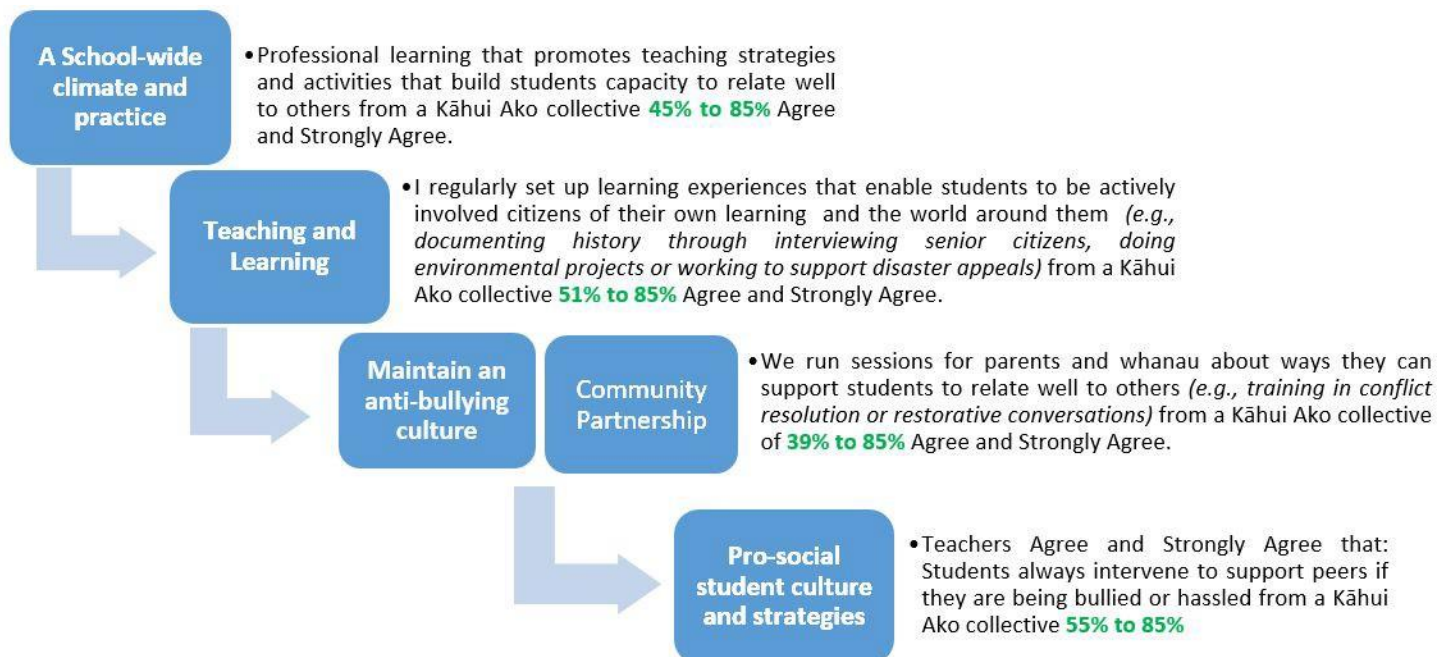 A School-wide
climate and
practice
•Professional learning that promotes teaching strategies
and activities that build students capacity to relate well
to others from a Kāhui Ako collective 45% to 85% Agree
and Strongly Agree.
Teaching and
Learning
•I regularly set up learning experiences that enable students to be actively
involved citizens of their own learning and the world around them (e.g.,
documenting history through interviewing senior citizens, doing
environmental projects or working to support disaster appeals) from a Kāhui
Ako collective 51% to 85% Agree and Strongly Agree.
Maintain an
anti-bullying
culture
Community
Partnership
•We run sessions for parents and whanau about ways they can
support students to relate well to others (e.g., training in conflict
resolution or restorative conversations) from a Kāhui Ako collective
of 39% to 85% Agree and Strongly Agree.
Pro-social
student culture
and strategies
•Teachers Agree and Strongly Agree that:
Students always intervene to support peers if
they are being bullied or hassled from a Kāhui
Ako collective 55% to 85%